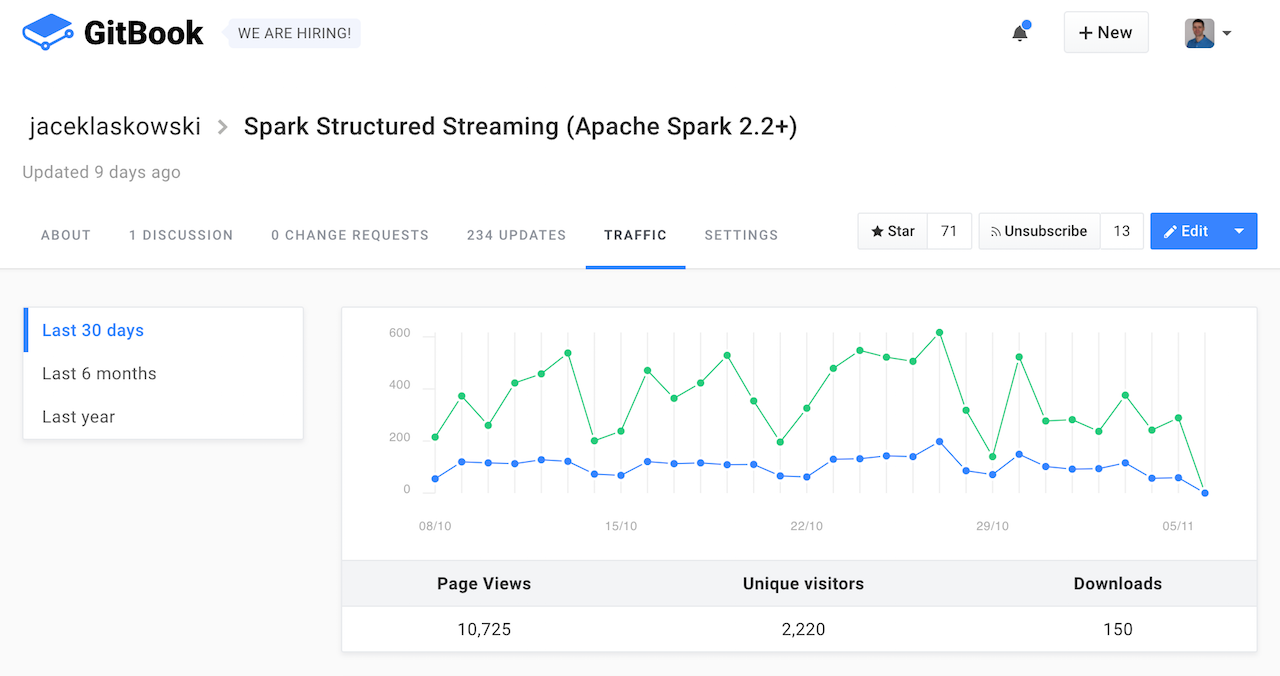 GitBook WE ARE HIRING! + New
jaceklaskowski > Spark Structured Streaming (Apache Spark 2.2+)
Updated 9 days ago
ABOUT 1 DISCUSSION 0 CHANGE REQUESTS 234 UPDATES TRAFFIC SETTINGS Star 71 Unsubscribe 13 Edit
Last 30 days
Last 6 months
Last year
600
400
200
0
08/10 15/10 22/10 29/10 05/11
Page Views Unique visitors Downloads
10,725 2,220 150